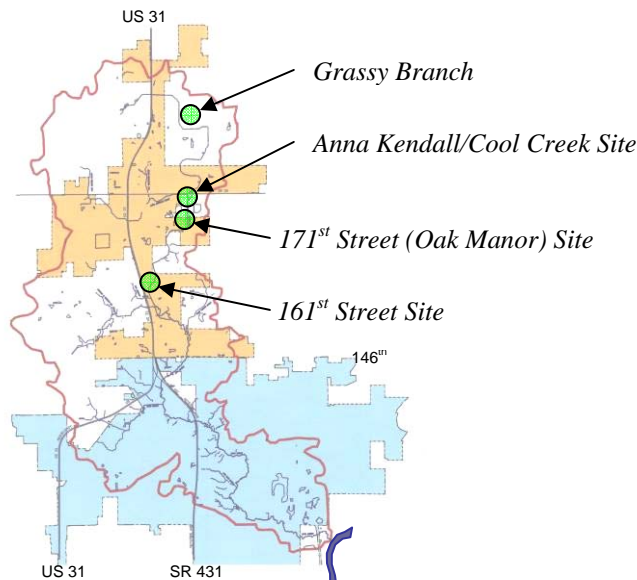 US 31
Grassy Branch
Anna Kendall/Cool Creek Site
171st Street (Oak Manor) Site
161st Street Site
146th
US 31
SR 431